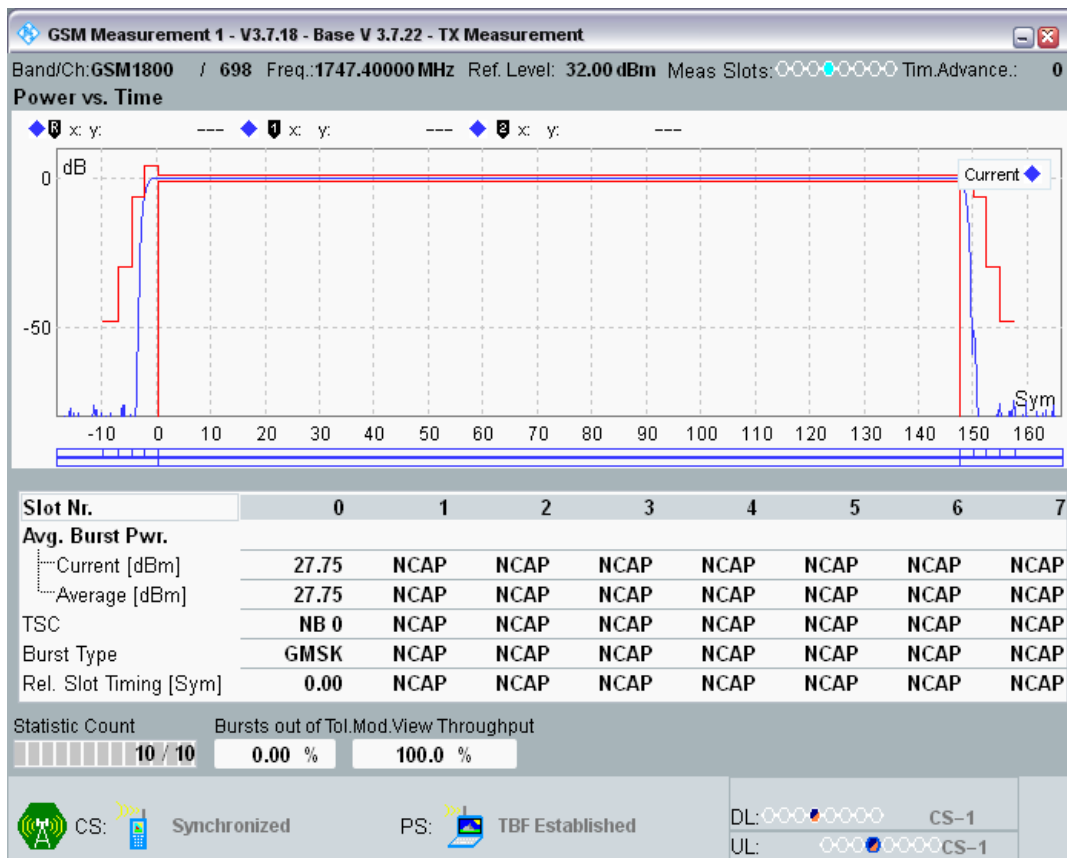 GSM Measurement 1 - V3.7.18 - Base V 3.7.22 - TX Measurement
Band/Ch:GSM1800 / 698 Freq.:1747.40000 MHz Ref. Level: 32.00 dBm Meas Slots: Tim.Advance.: 0
Power vs. Time
R x: y: --- 1 x: y: --- 2 x: y: ---
dB
0
Current
-50
Sym
-10 0 10 20 30 40 50 60 70 80 90 100 110 120 130 140 150 160
Slot Nr. 0 1 2 3 4 5 6 7
Avg. Burst Pwr.
Current [dBm] 27.75 NCAP NCAP NCAP NCAP NCAP NCAP NCAP
Average [dBm] 27.75 NCAP NCAP NCAP NCAP NCAP NCAP NCAP
TSC NB 0 NCAP NCAP NCAP NCAP NCAP NCAP NCAP
Burst Type GMSK NCAP NCAP NCAP NCAP NCAP NCAP NCAP
Rel. Slot Timing [Sym] 0.00 NCAP NCAP NCAP NCAP NCAP NCAP NCAP
Statistic Count Bursts out of Tol.Mod.View Throughput
10 / 10 0.00 % 100.0 %
CS: Synchronized PS: TBF Established DL: CS-1
UL: CS-1